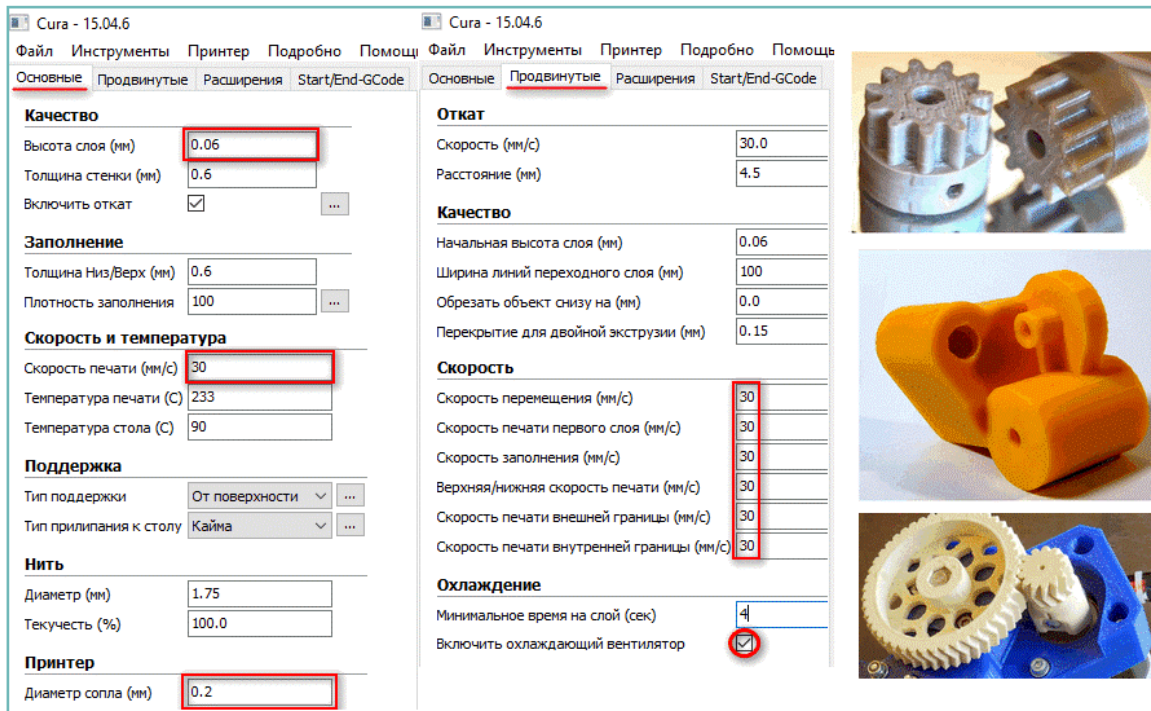 Cura - 15.04.6
Файл Инструменты Принтер Подробно Помощь
Основные Продвинутые Расширения Start/End-GCode
Качество
Высота слоя (мм) 0.06
Толщина стенки (мм) 0.6
Включить откат ...
Заполнение
Толщина Низ/Верх (мм) 0.6
Плотность заполнения 100 ...
Скорость и температура
Скорость печати (мм/с) 30
Температура печати (C) 233
Температура стола (C) 90
Поддержка
Тип поддержки От поверхности ...
Тип прилипания к столу Кайма ...
Нить
Диаметр (мм) 1.75
Текучесть (%) 100.0
Принтер
Диаметр сопла (мм) 0.2
Cura - 15.04.6
Файл Инструменты Принтер Подробно Помощь
Основные Продвинутые Расширения Start/End-GCode
Откат
Скорость (мм/с) 30.0
Расстояние (мм) 4.5
Качество
Начальная высота слоя (мм) 0.06
Ширина линий переходного слоя (мм) 100
Обрезать объект снизу на (мм) 0.0
Перекрытие для двойной экструзии (мм) 0.15
Скорость
Скорость перемещения (мм/с) 30
Скорость печати первого слоя (мм/с) 30
Скорость заполнения (мм/с) 30
Верхняя/нижняя скорость печати (мм/с) 30
Скорость печати внешней границы (мм/с) 30
Скорость печати внутренней границы (мм/с) 30
Охлаждение
Минимальное время на слой (сек) 4
Включить охлаждающий вентилятор